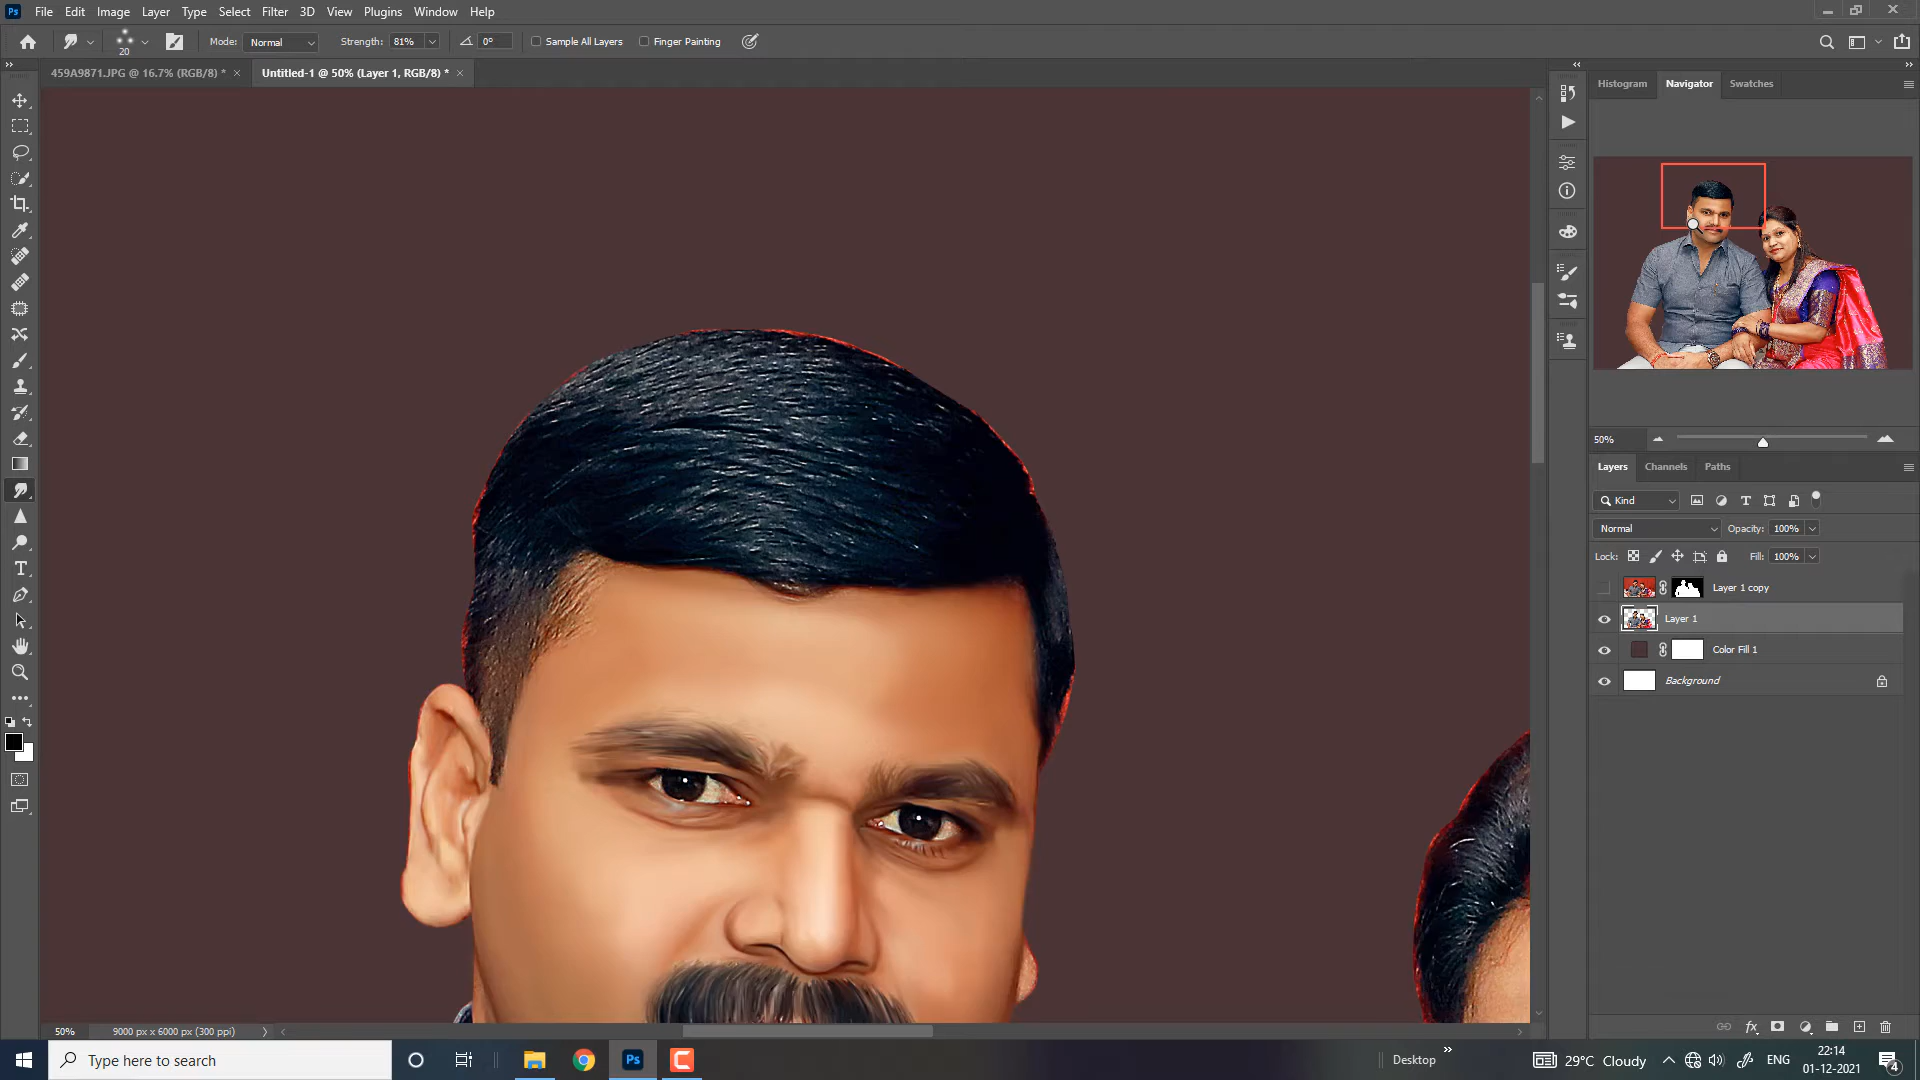 Ps File Edit Image Layer Type Select Filter 3D View Plugins Window Help
20 Mode: Normal Strength: 81% 0° Sample All Layers Finger Painting
459A9871.JPG @ 16.7% (RGB/8) * × Untitled-1 @ 50% (Layer 1, RGB/8) * ×
Histogram Navigator Swatches
50%
Layers Channels Paths
Kind
Normal Opacity: 100%
Lock: Fill: 100%
Layer 1 copy
Layer 1
Color Fill 1
Background
50% 9000 px x 6000 px (300 ppi)
Type here to search
Ps
Desktop
29°C Cloudy
ENG
22:14
01-12-2021
4